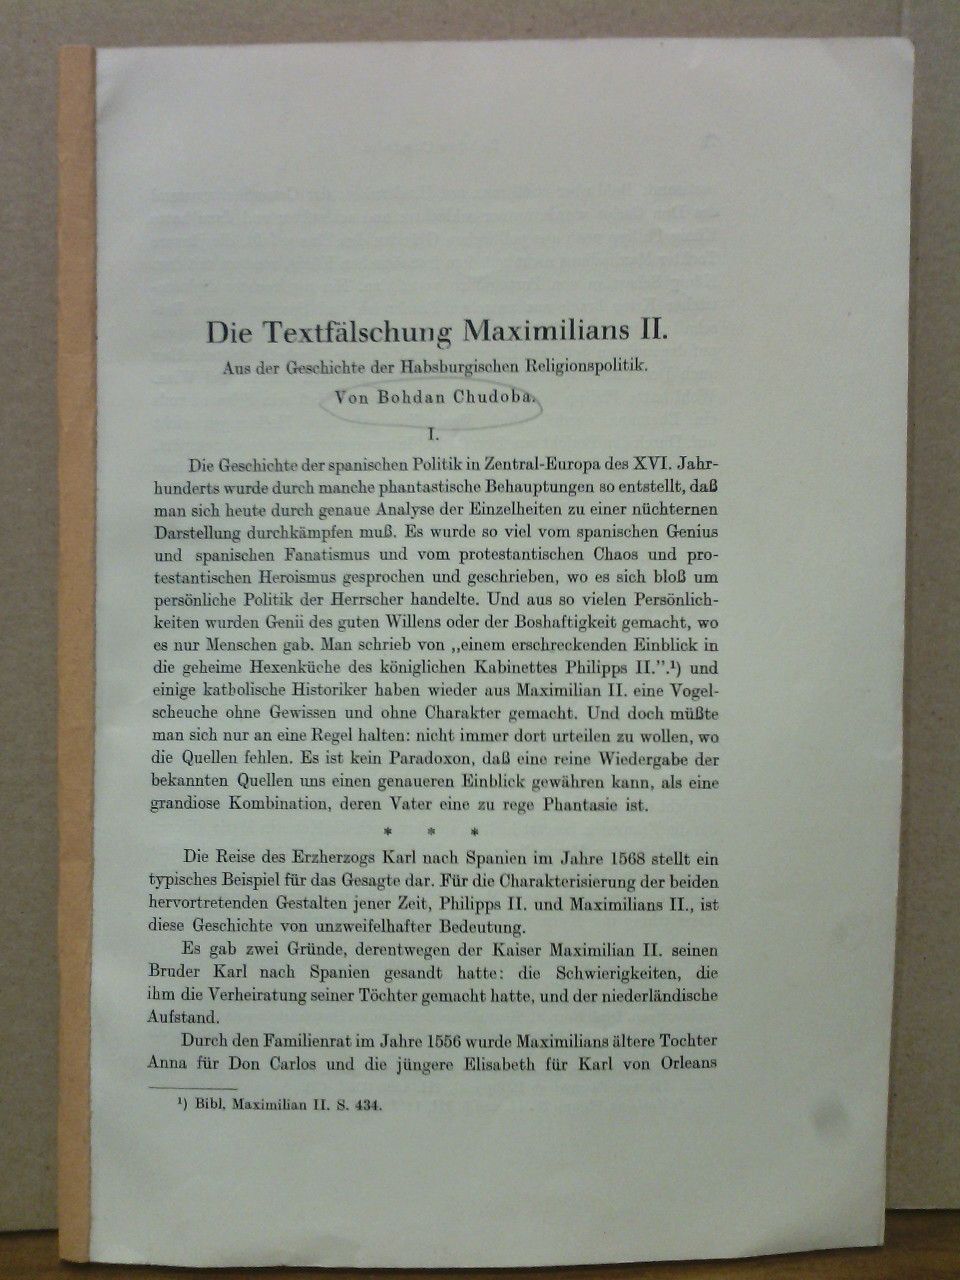 Die Textfälschung Maximilians II.
Aus der Geschichte der Habsburgischen Religionspolitik.
Von Bohdan Chudoba.
I.
Die Geschichte der spanischen Politik in Zentral-Europa des XVI. Jahr-
hunderts wurde durch manche phantastische Behauptungen so entstellt, daß
man sich heute durch genaue Analyse der Einzelheiten zu einer nüchternen
Darstellung durchkämpfen muß. Es wurde so viel vom spanischen Genius
und spanischen Fanatismus und vom protestantischen Chaos und pro-
testantischen Heroismus gesprochen und geschrieben, wo es sich bloß um
persönliche Politik der Herrscher handelte. Und aus so vielen Persönlich-
keiten wurden Genii des guten Willens oder der Boshaftigkeit gemacht, wo
es nur Menschen gab. Man schrieb von „einem erschreckenden Einblick in
die geheime Hexenküche des königlichen Kabinettes Philipps II.”.¹) und
einige katholische Historiker haben wieder aus Maximilian II. eine Vogel-
scheuche ohne Gewissen und ohne Charakter gemacht. Und doch müßte
man sich nur an eine Regel halten: nicht immer dort urteilen zu wollen, wo
die Quellen fehlen. Es ist kein Paradoxon, daß eine reine Wiedergabe der
bekannten Quellen uns einen genaueren Einblick gewähren kann, als eine
grandiose Kombination, deren Vater eine zu rege Phantasie ist.
* * *
Die Reise des Erzherzogs Karl nach Spanien im Jahre 1568 stellt ein
typisches Beispiel für das Gesagte dar. Für die Charakterisierung der beiden
hervortretenden Gestalten jener Zeit, Philipps II. und Maximilians II., ist
diese Geschichte von unzweifelhafter Bedeutung.
Es gab zwei Gründe, derentwegen der Kaiser Maximilian II. seinen
Bruder Karl nach Spanien gesandt hatte: die Schwierigkeiten, die
ihm die Verheiratung seiner Töchter gemacht hatte, und der niederländische
Aufstand.
Durch den Familienrat im Jahre 1556 wurde Maximilians ältere Tochter
Anna für Don Carlos und die jüngere Elisabeth für Karl von Orleans
¹) Bibl, Maximilian II. S. 434.